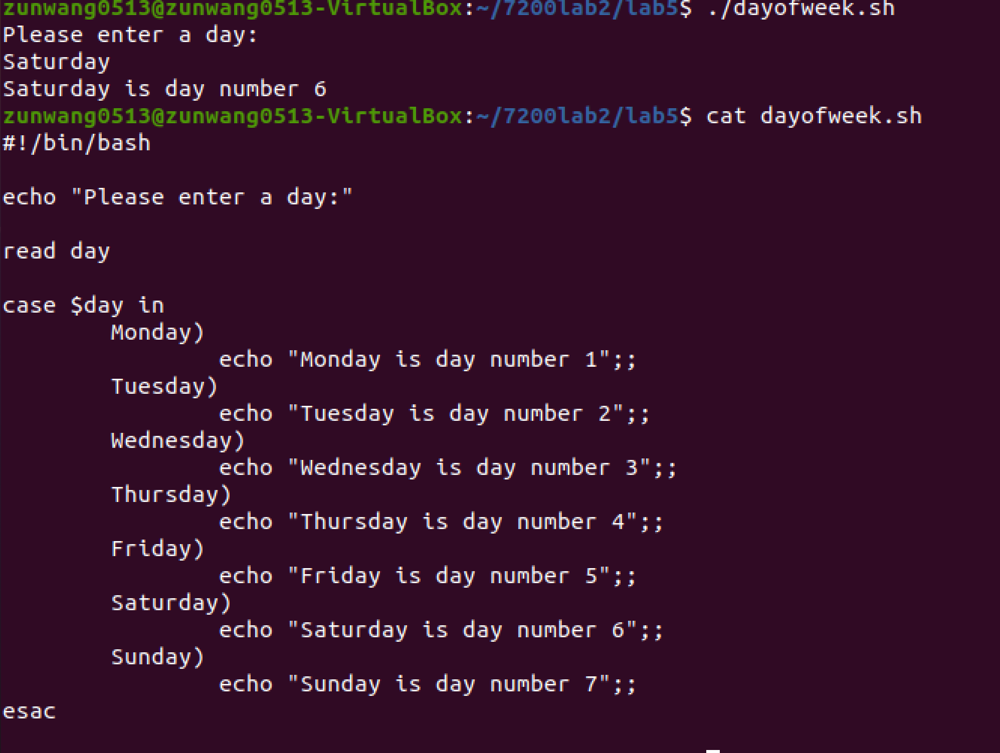 zunwang0513@zunwang0513-VirtualBox:~/7200lab2/lab5$ ./dayofweek.sh
Please enter a day:
Saturday
Saturday is day number 6
zunwang0513@zunwang0513-VirtualBox:~/7200lab2/lab5$ cat dayofweek.sh
#!/bin/bash

echo "Please enter a day:"

read day

case $day in
        Monday)
                echo "Monday is day number 1";;
        Tuesday)
                echo "Tuesday is day number 2";;
        Wednesday)
                echo "Wednesday is day number 3";;
        Thursday)
                echo "Thursday is day number 4";;
        Friday)
                echo "Friday is day number 5";;
        Saturday)
                echo "Saturday is day number 6";;
        Sunday)
                echo "Sunday is day number 7";;
esac